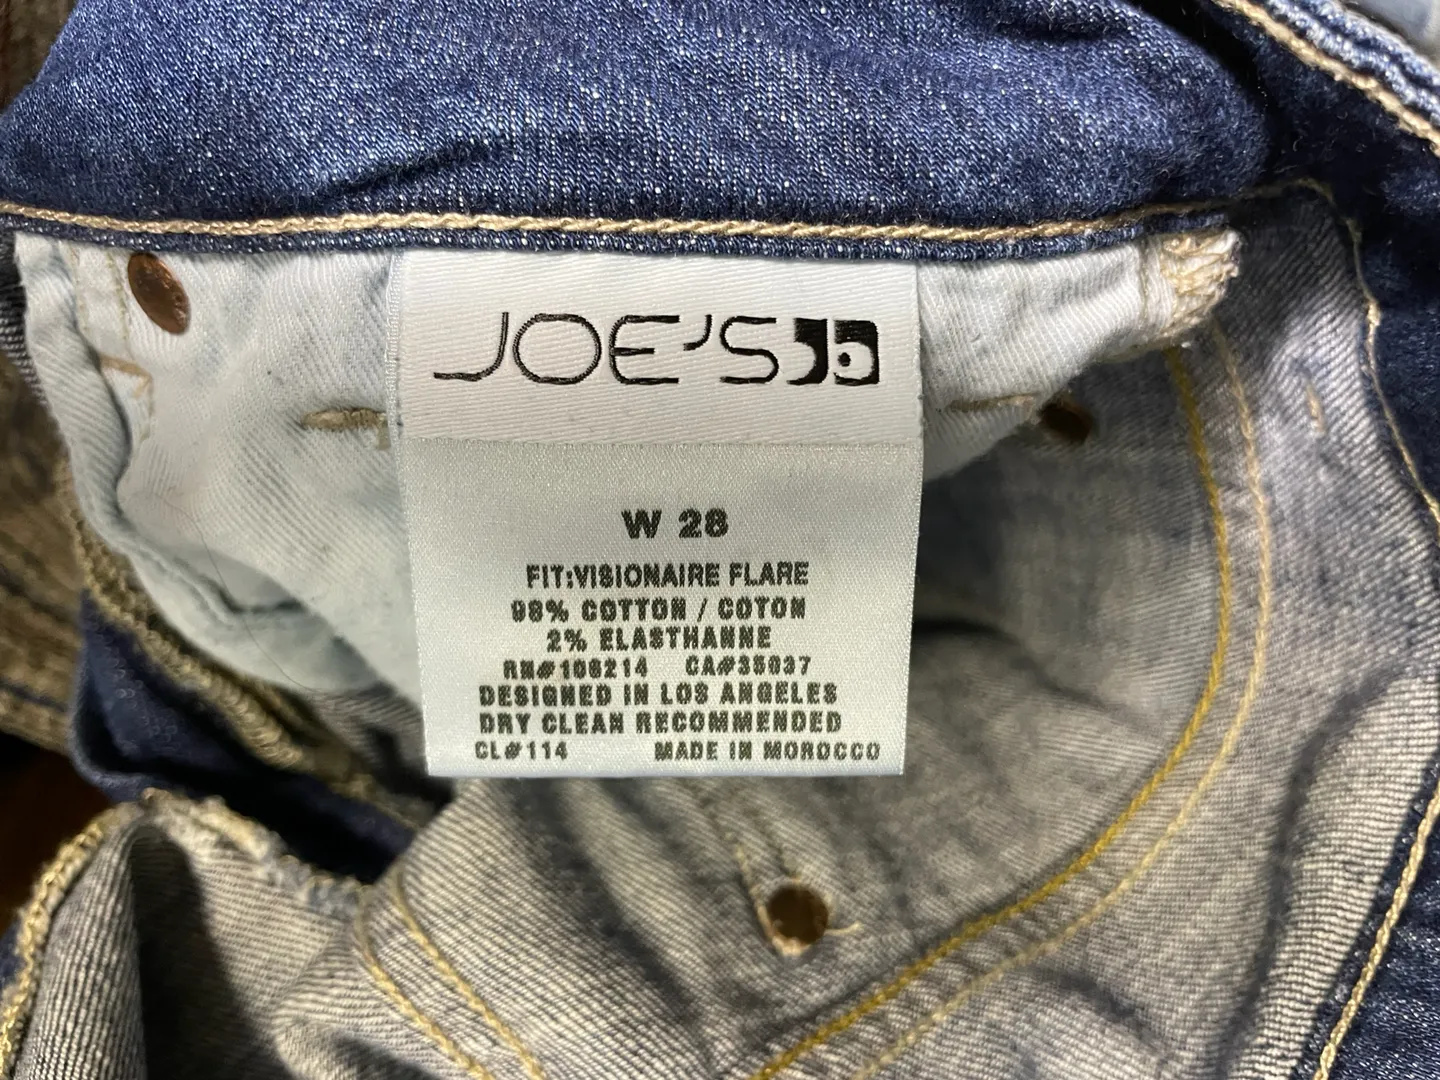 JOE'S
W 28
FIT:VISIONAIRE FLARE
98% COTTON / COTON
2% ELASTHANNE
RN#106214 CA#35037
DESIGNED IN LOS ANGELES
DRY CLEAN RECOMMENDED
CL#114 MADE IN MOROCCO